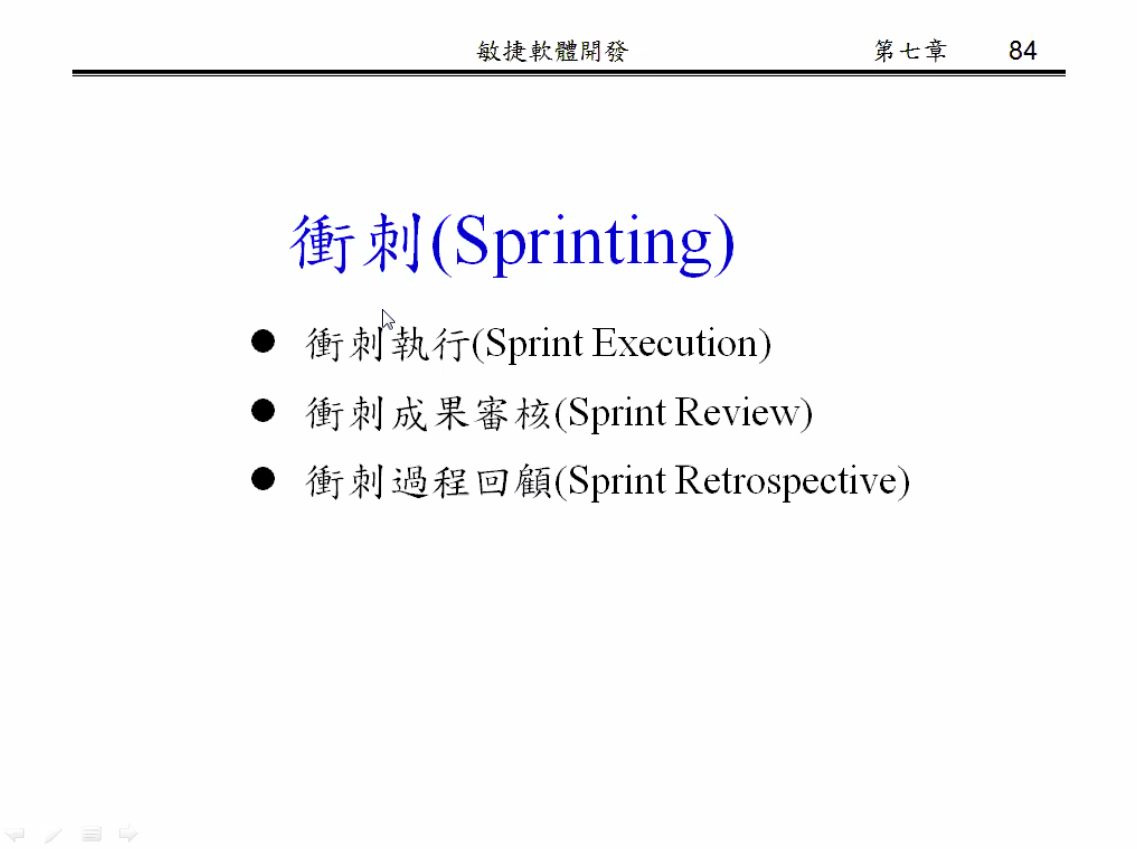 敏捷軟體開發 第七章 84
衝刺(Sprinting)
● 衝刺執行(Sprint Execution)
● 衝刺成果審核(Sprint Review)
● 衝刺過程回顧(Sprint Retrospective)